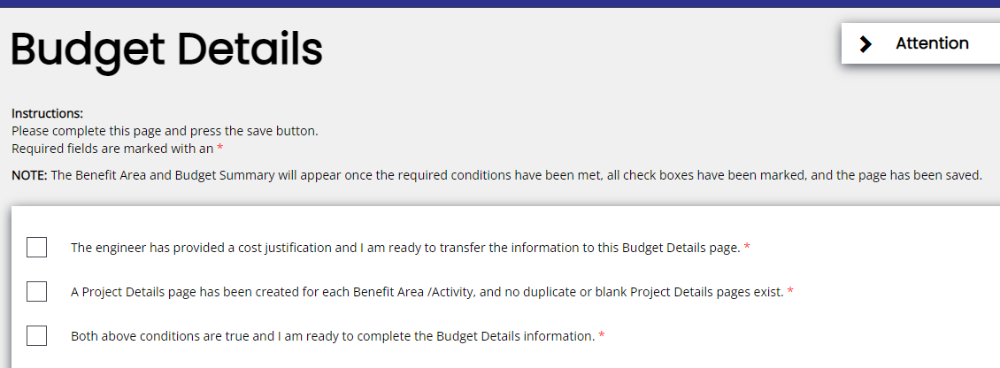 Budget Details
Attention
Instructions:
Please complete this page and press the save button.
Required fields are marked with an *
NOTE: The Benefit Area and Budget Summary will appear once the required conditions have been met, all check boxes have been marked, and the page has been saved.
The engineer has provided a cost justification and I am ready to transfer the information to this Budget Details page. *
A Project Details page has been created for each Benefit Area /Activity, and no duplicate or blank Project Details pages exist. *
Both above conditions are true and I am ready to complete the Budget Details information. *